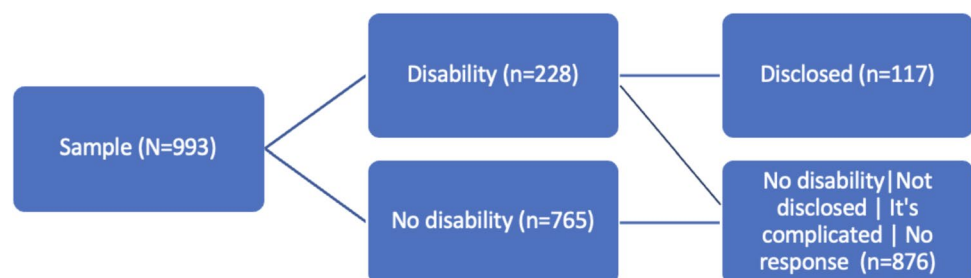 Sample (N=993)
Disability (n=228)
No disability (n=765)
Disclosed (n=117)
No disability|Not
disclosed | It's
complicated | No
response  (n=876)